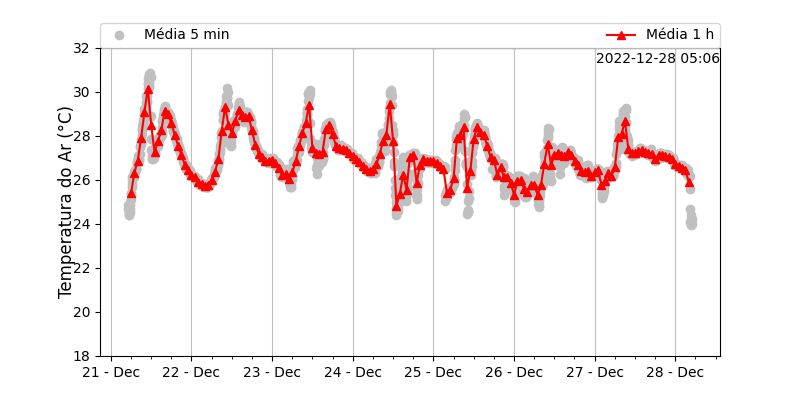 Média 5 min
Média 1 h
2022-12-28 05:06
Temperatura do Ar (°C)
32
30
28
26
24
22
20
18
21 - Dec
22 - Dec
23 - Dec
24 - Dec
25 - Dec
26 - Dec
27 - Dec
28 - Dec